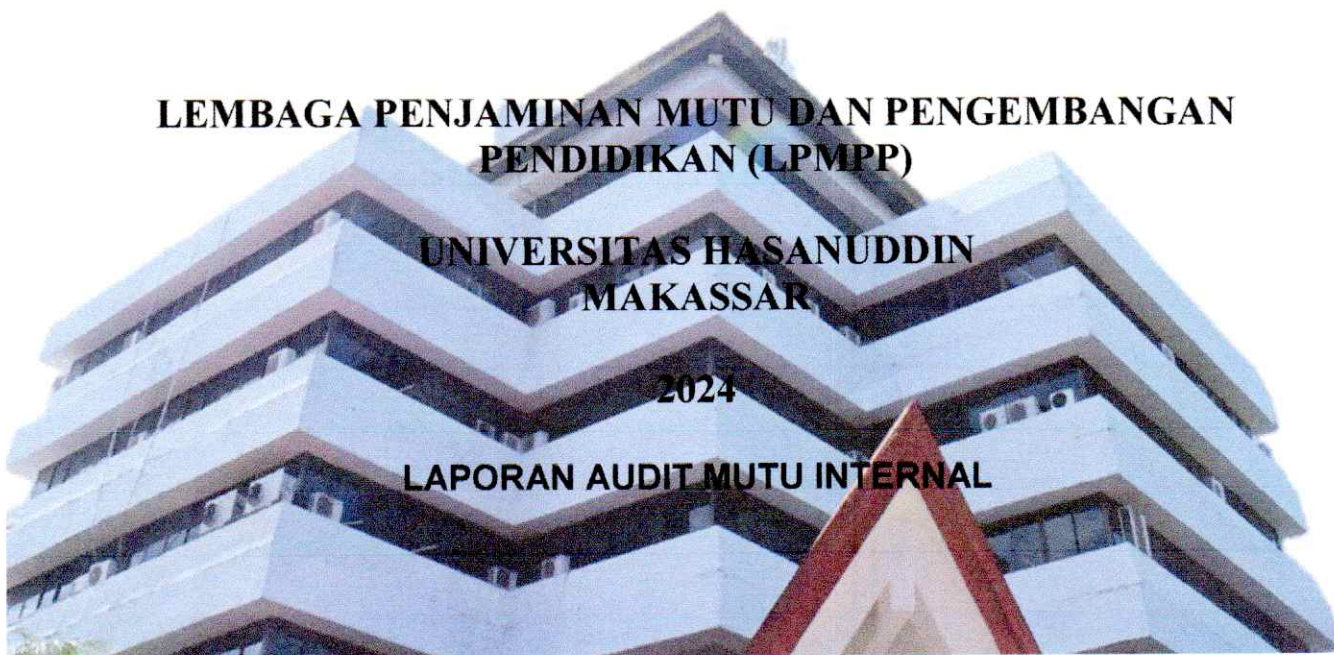 LEMBAGA PENJAMINAN MUTU DAN PENGEMBANGAN
PENDIDIKAN (LPMPP)
UNIVERSITAS HASANUDDIN
MAKASSAR
2024
LAPORAN AUDIT MUTU INTERNAL